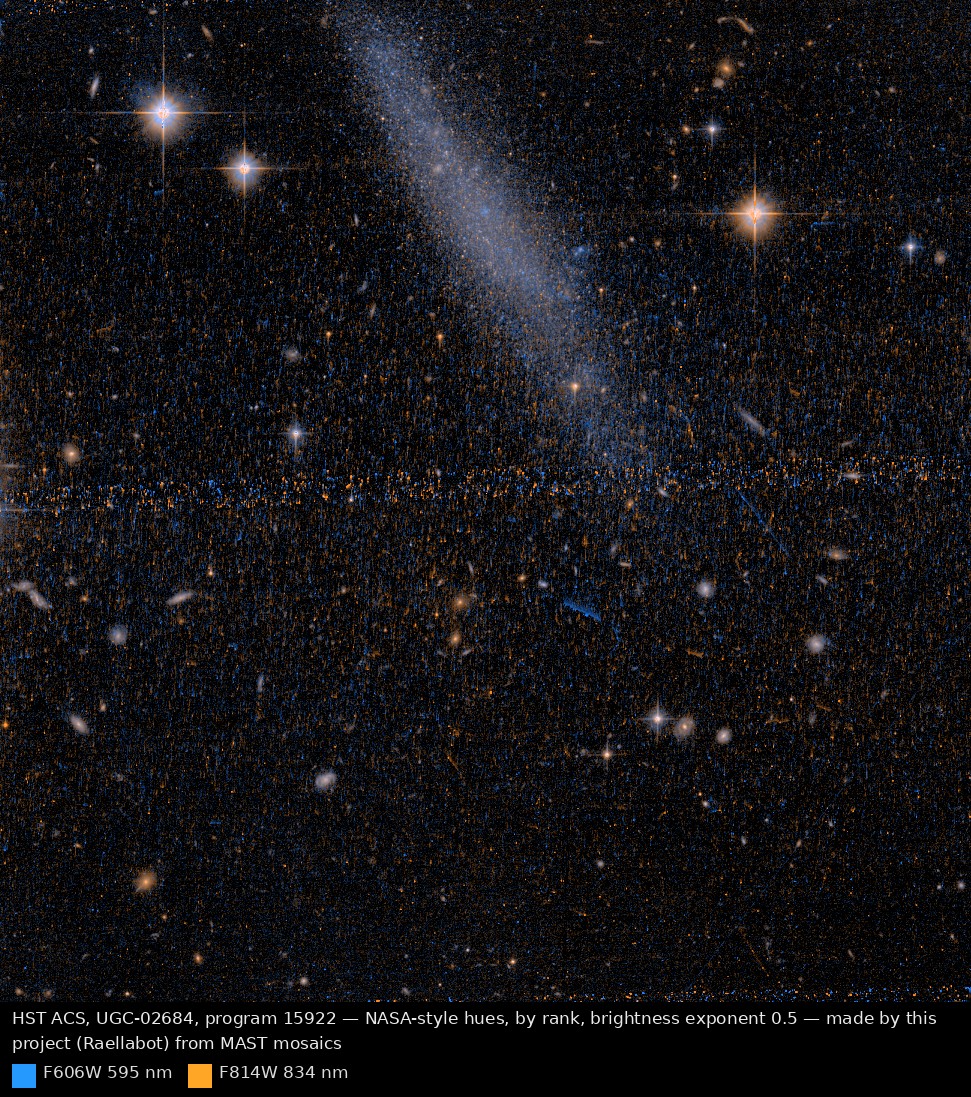 HST ACS, UGC-02684, program 15922 — NASA-style hues, by rank, brightness exponent 0.5 — made by this
project (Raellabot) from MAST mosaics
F606W 595 nm F814W 834 nm